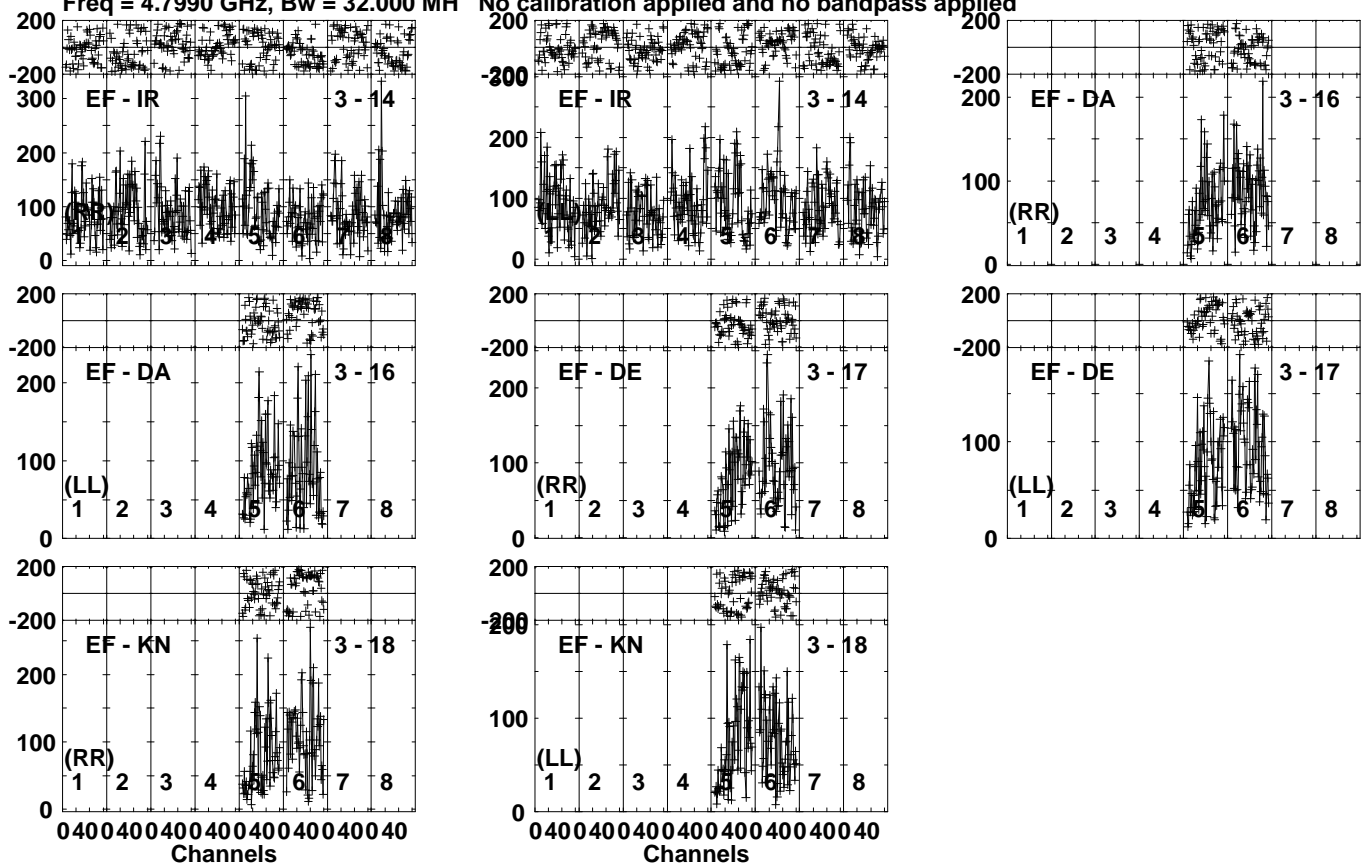 Freq = 4.7990 GHz, Bw = 32.000 MH No calibration applied and no bandpass applied
200
-200
300
200
100
0
EF - IR 3 - 14
(RR)
1 2 3 4 5 6 7 8
200
-200
300
200
100
0
EF - IR 3 - 14
(LL)
1 2 3 4 5 6 7 8
200
-200
200
100
0
EF - DA 3 - 16
(RR)
1 2 3 4 5 6 7 8
200
-200
200
100
0
EF - DA 3 - 16
(LL)
1 2 3 4 5 6 7 8
200
-200
200
100
0
EF - DE 3 - 17
(RR)
1 2 3 4 5 6 7 8
200
-200
100
0
EF - DE 3 - 17
(LL)
1 2 3 4 5 6 7 8
200
-200
200
100
0
EF - KN 3 - 18
(RR)
1 2 3 4 5 6 7 8
0 40 0 40 0 40 0 40 0 40 0 40 0 40 0 40
Channels
200
-200
200
100
0
EF - KN 3 - 18
(LL)
1 2 3 4 5 6 7 8
0 40 0 40 0 40 0 40 0 40 0 40 0 40 0 40
Channels